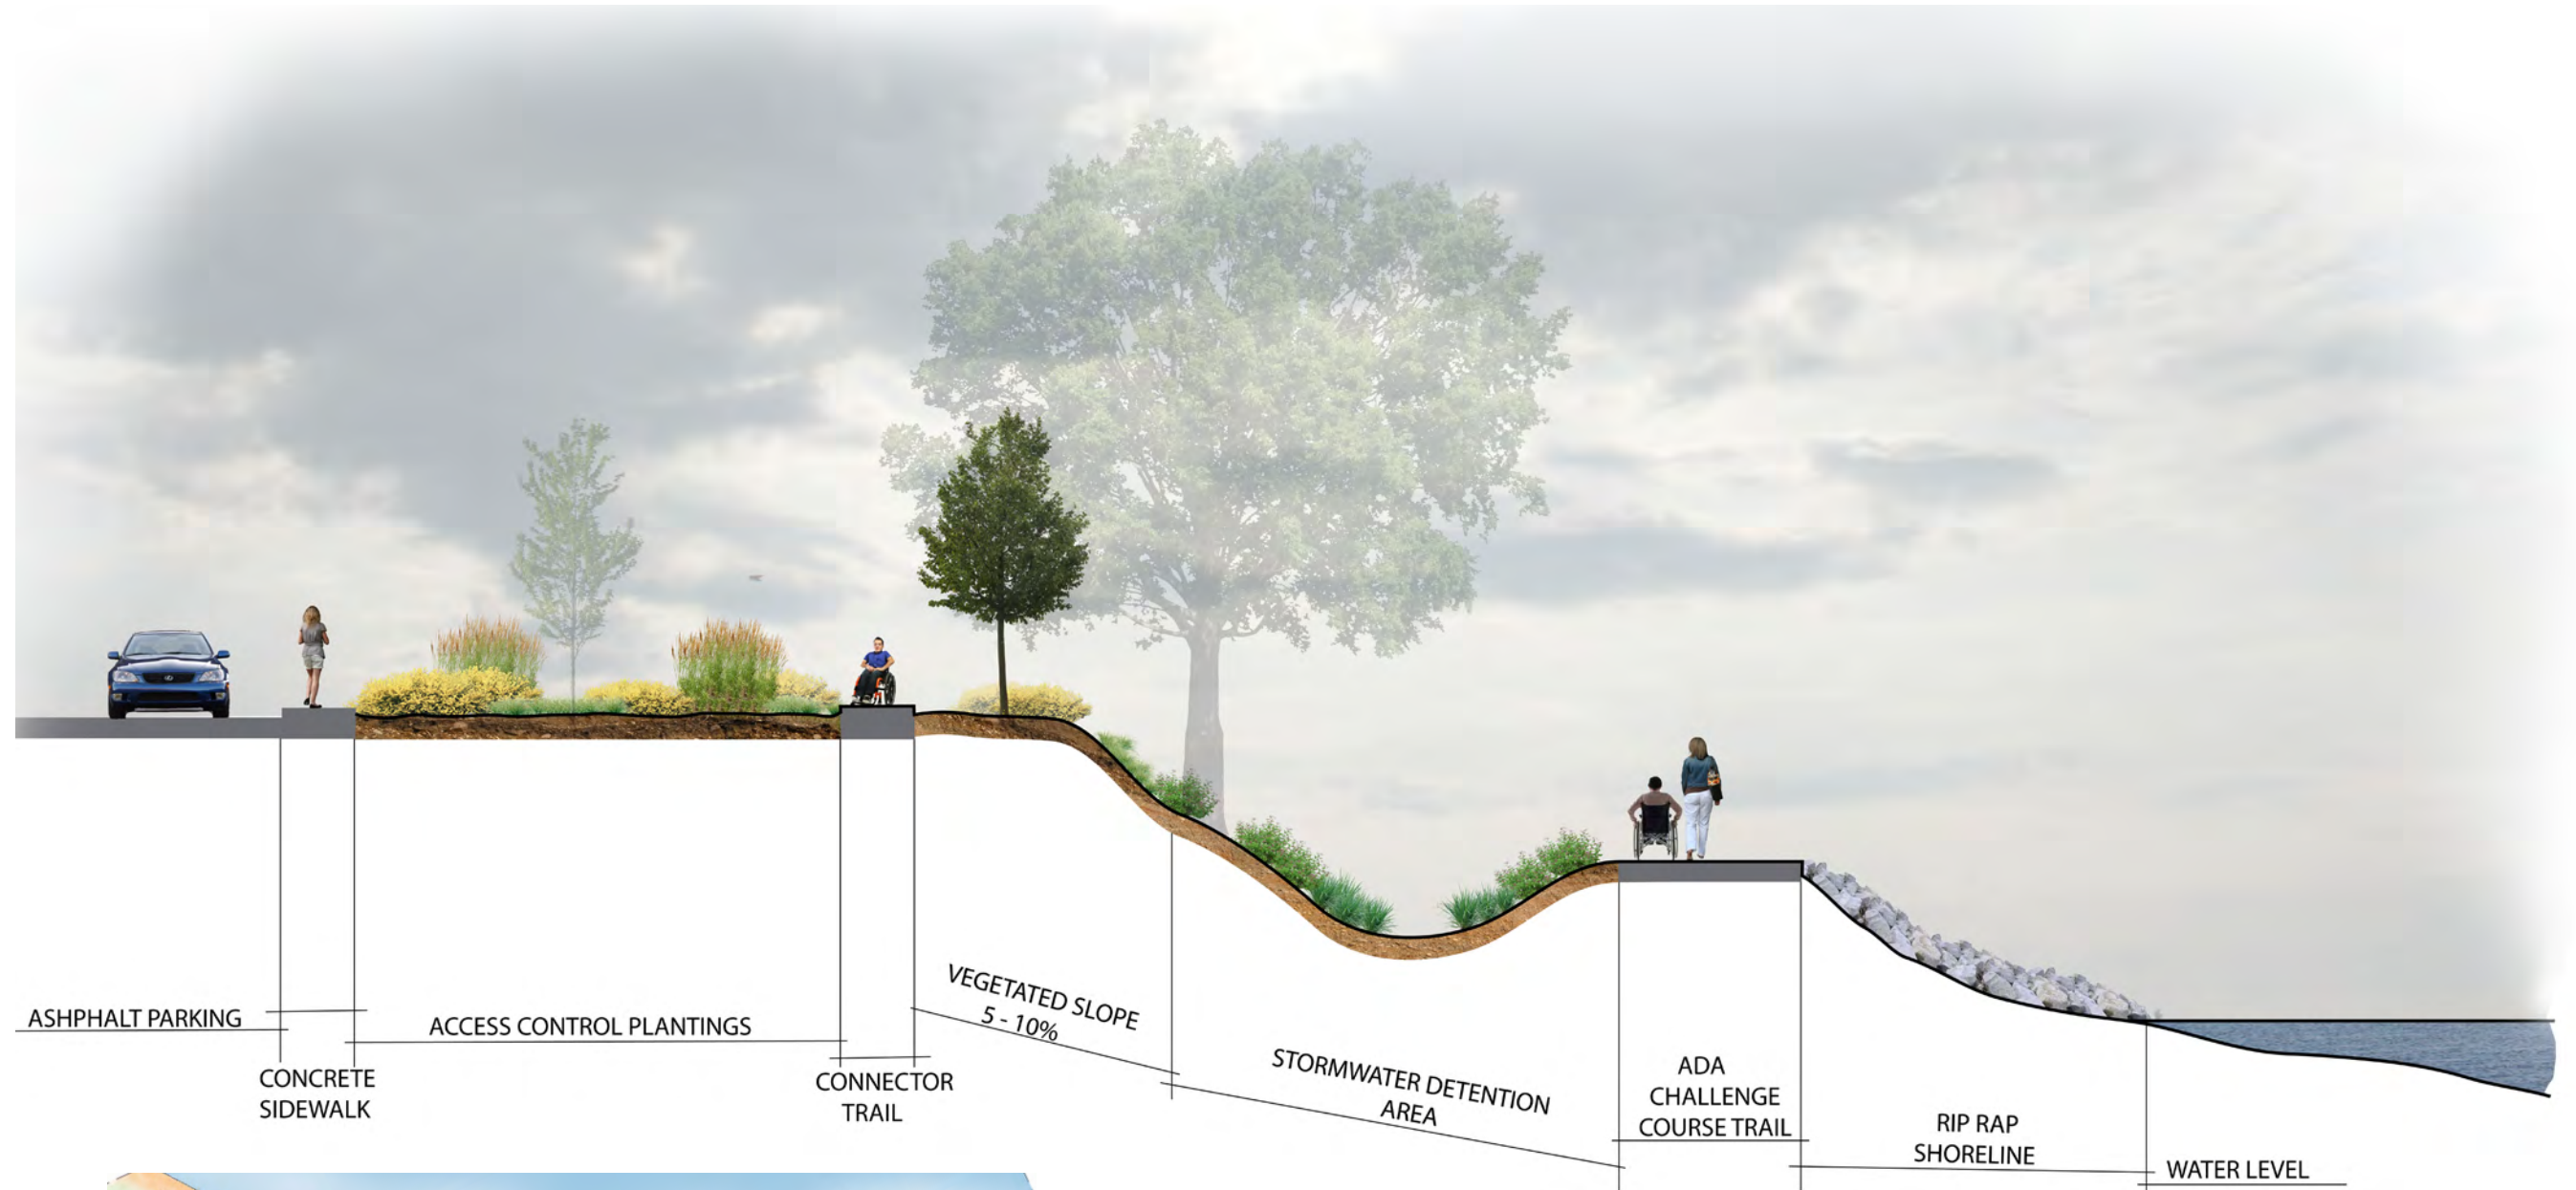 ASHPHALT PARKING
CONCRETE
SIDEWALK
ACCESS CONTROL PLANTINGS
CONNECTOR
TRAIL
VEGETATED SLOPE
5 - 10%
STORMWATER DETENTION
AREA
ADA
CHALLENGE
COURSE TRAIL
RIP RAP
SHORELINE
WATER LEVEL